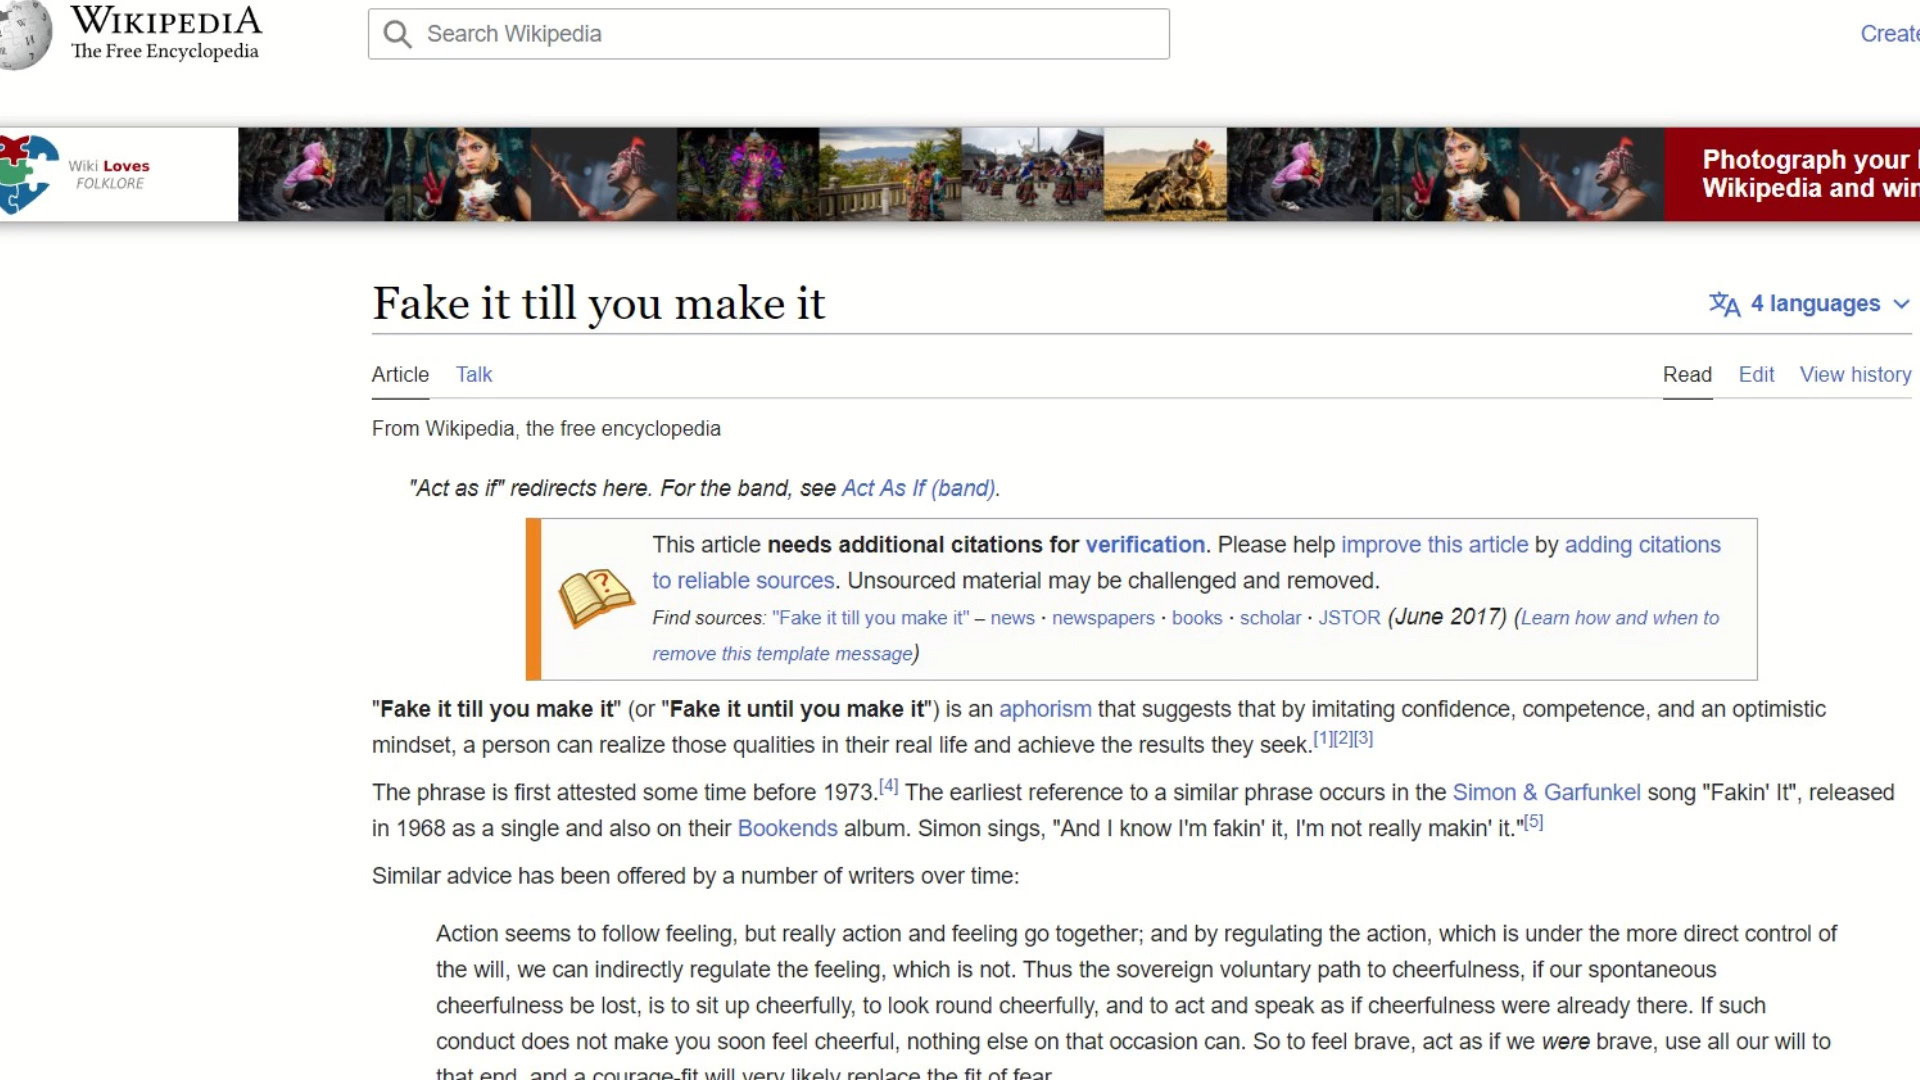 WIKIPEDIA
The Free Encyclopedia
Search Wikipedia
Create
Wiki Loves
FOLKLORE
Photograph your
Wikipedia and win
Fake it till you make it
4 languages
Article Talk
Read Edit View history
From Wikipedia, the free encyclopedia
"Act as if" redirects here. For the band, see Act As If (band).
This article needs additional citations for verification. Please help improve this article by adding citations
to reliable sources. Unsourced material may be challenged and removed.
Find sources: "Fake it till you make it" – news · newspapers · books · scholar · JSTOR (June 2017) (Learn how and when to
remove this template message)
"Fake it till you make it" (or "Fake it until you make it") is an aphorism that suggests that by imitating confidence, competence, and an optimistic
mindset, a person can realize those qualities in their real life and achieve the results they seek.[1][2][3]
The phrase is first attested some time before 1973.[4] The earliest reference to a similar phrase occurs in the Simon & Garfunkel song "Fakin' It", released
in 1968 as a single and also on their Bookends album. Simon sings, "And I know I'm fakin' it, I'm not really makin' it."[5]
Similar advice has been offered by a number of writers over time:
Action seems to follow feeling, but really action and feeling go together; and by regulating the action, which is under the more direct control of
the will, we can indirectly regulate the feeling, which is not. Thus the sovereign voluntary path to cheerfulness, if our spontaneous
cheerfulness be lost, is to sit up cheerfully, to look round cheerfully, and to act and speak as if cheerfulness were already there. If such
conduct does not make you soon feel cheerful, nothing else on that occasion can. So to feel brave, act as if we were brave, use all our will to
that end, and a courage-fit will very likely replace the fit of fear.